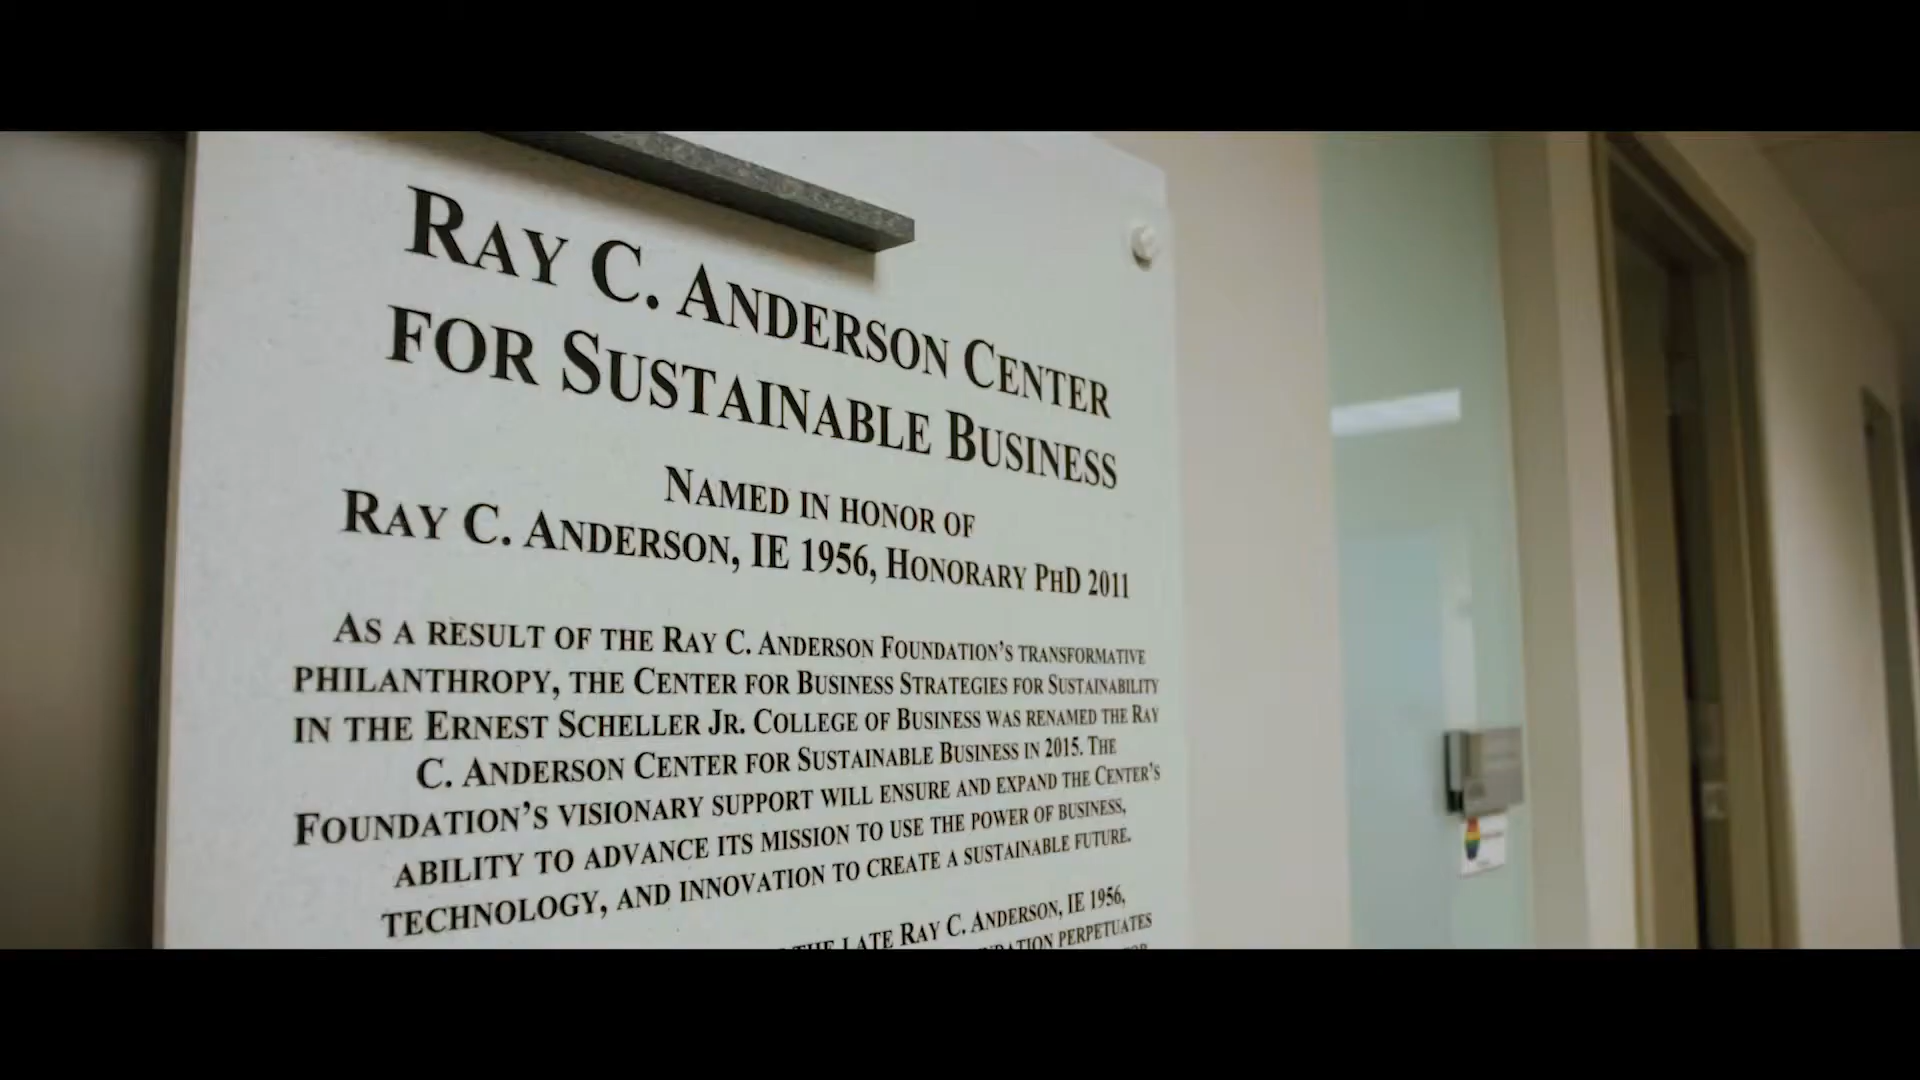 RAY C. ANDERSON CENTER
FOR SUSTAINABLE BUSINESS
NAMED IN HONOR OF
RAY C. ANDERSON, IE 1956, HONORARY PHD 2011
AS A RESULT OF THE RAY C. ANDERSON FOUNDATION'S TRANSFORMATIVE
PHILANTHROPY, THE CENTER FOR BUSINESS STRATEGIES FOR SUSTAINABILITY
IN THE ERNEST SCHELLER JR. COLLEGE OF BUSINESS WAS RENAMED THE RAY
C. ANDERSON CENTER FOR SUSTAINABLE BUSINESS IN 2015. THE
FOUNDATION'S VISIONARY SUPPORT WILL ENSURE AND EXPAND THE CENTER'S
ABILITY TO ADVANCE ITS MISSION TO USE THE POWER OF BUSINESS,
TECHNOLOGY, AND INNOVATION TO CREATE A SUSTAINABLE FUTURE.
THE LATE RAY C. ANDERSON, IE 1956,
PERPETUATES